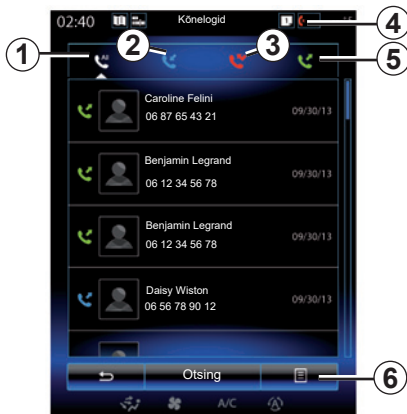 02:40 Kõnelogid
1 2 3 4 5
All
Caroline Felini
06 87 65 43 21
09/30/13
Benjamin Legrand
06 12 34 56 78
09/30/13
Benjamin Legrand
06 12 34 56 78
09/30/13
Daisy Wiston
06 56 78 90 12
09/30/13
Otsing
6
A/C